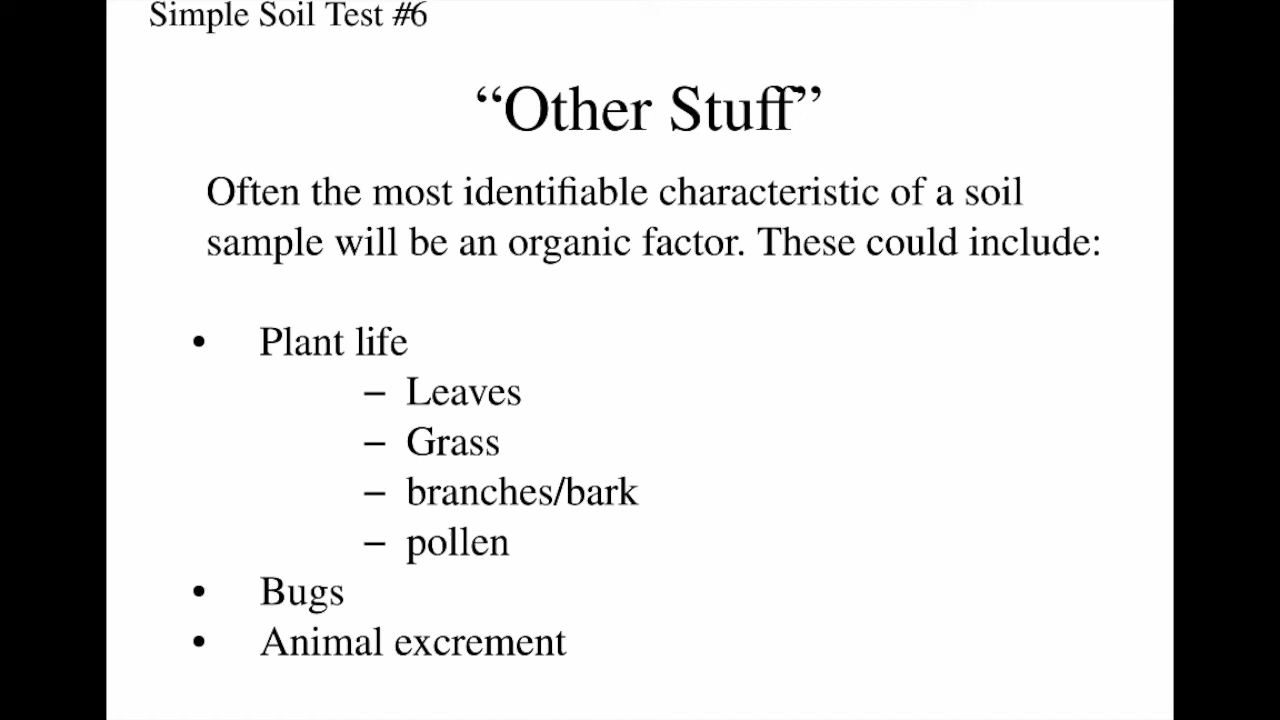 Simple Soil Test #6
“Other Stuff”
Often the most identifiable characteristic of a soil
sample will be an organic factor. These could include:
• Plant life
– Leaves
– Grass
– branches/bark
– pollen
• Bugs
• Animal excrement